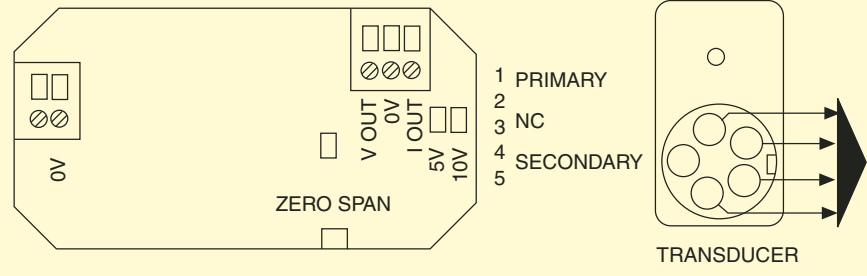 0V
V OUT
0V
I OUT
5V
10V
ZERO SPAN
1 PRIMARY
2
3 NC
4 SECONDARY
5
TRANSDUCER